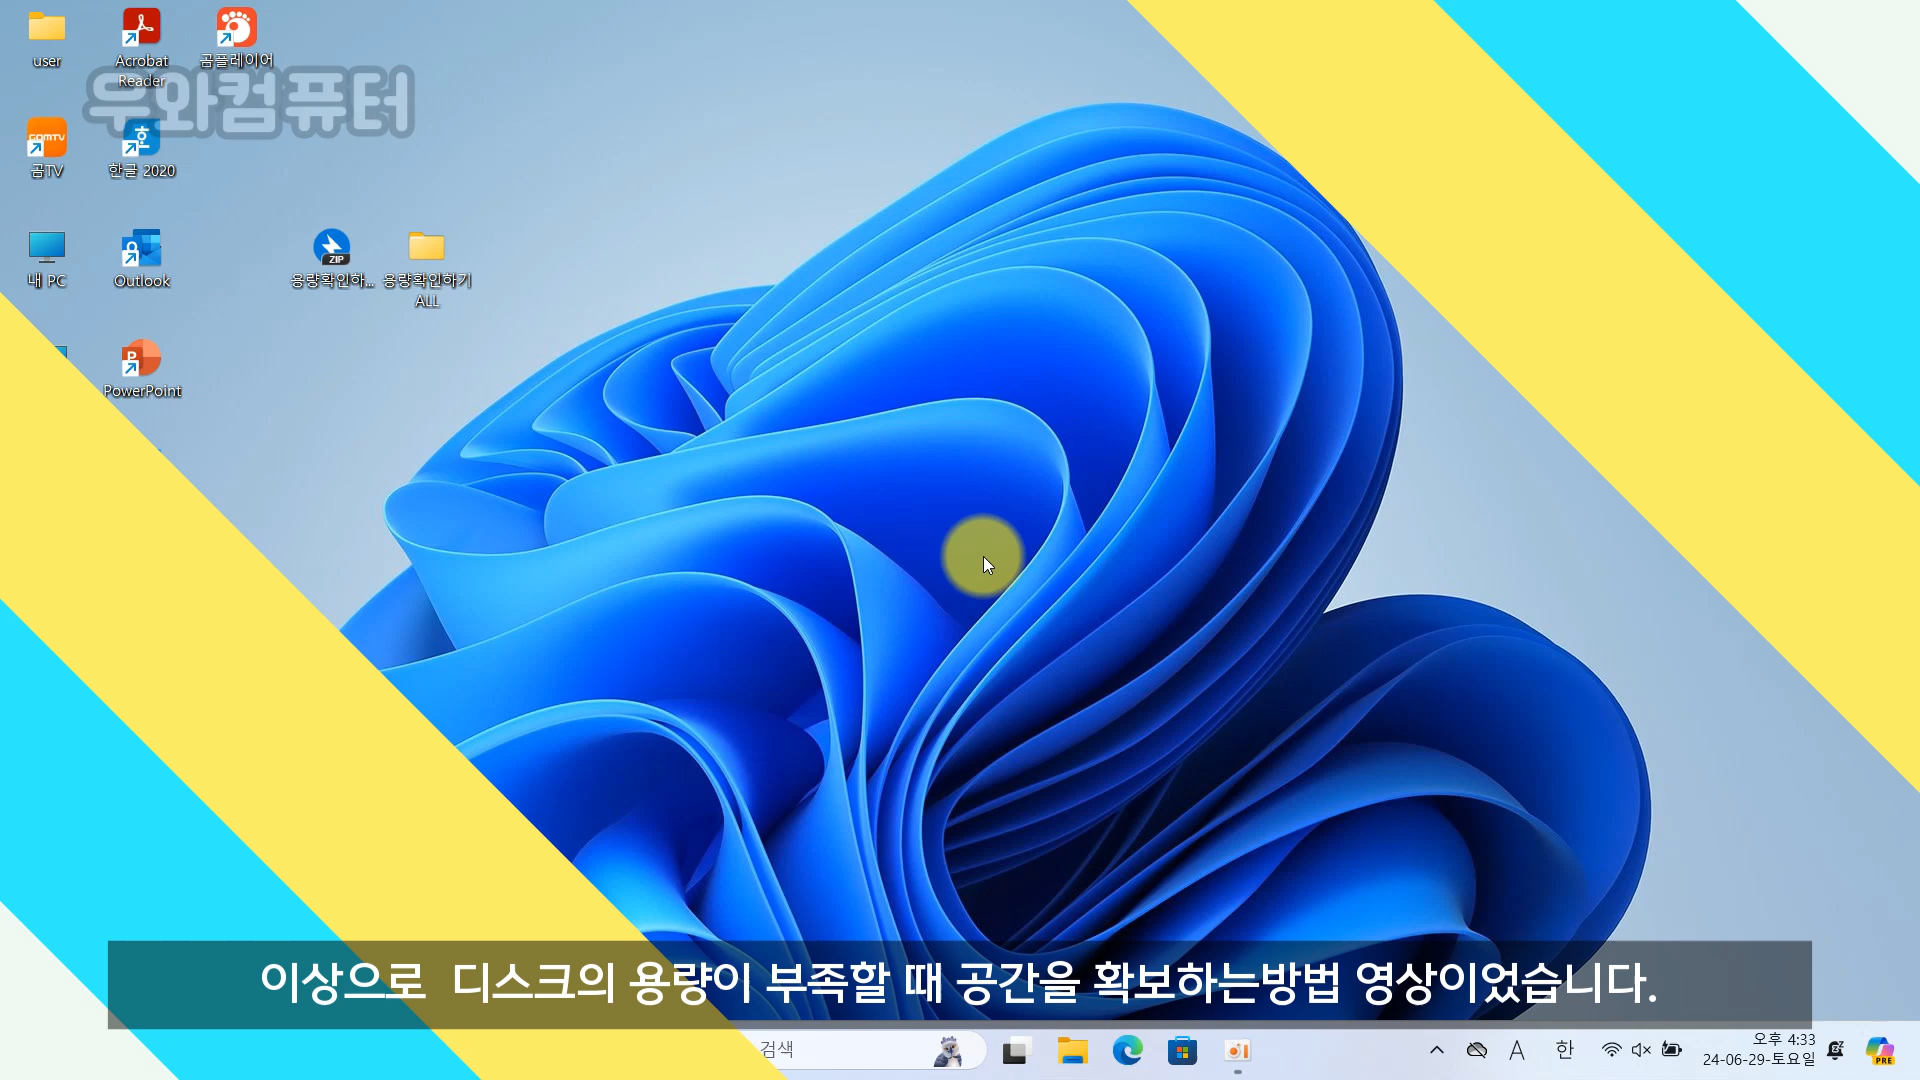 user
Acrobat
Reader
곰플레이어
우와컴퓨터
GOMTV
곰TV
한글 2020
내 PC
Outlook
ZIP
용량확인하...
용량확인하기
ALL
PowerPoint
이상으로 디스크의 용량이 부족할 때 공간을 확보하는방법 영상이었습니다.
검색
A
한
오후 4:33
24-06-29-토요일
PRE